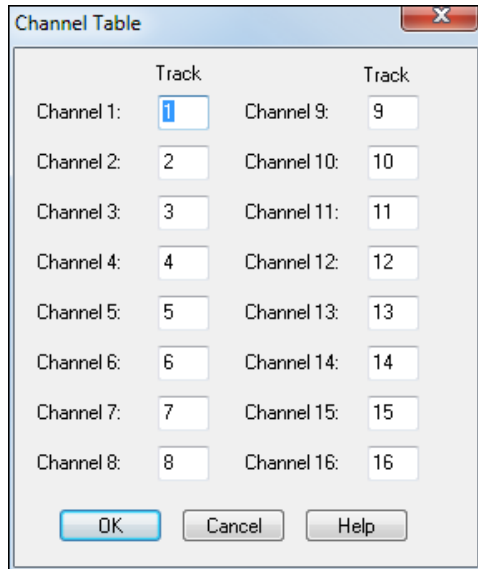 Channel Table
Track Track
Channel 1: 1 Channel 9: 9
Channel 2: 2 Channel 10: 10
Channel 3: 3 Channel 11: 11
Channel 4: 4 Channel 12: 12
Channel 5: 5 Channel 13: 13
Channel 6: 6 Channel 14: 14
Channel 7: 7 Channel 15: 15
Channel 8: 8 Channel 16: 16
OK Cancel Help